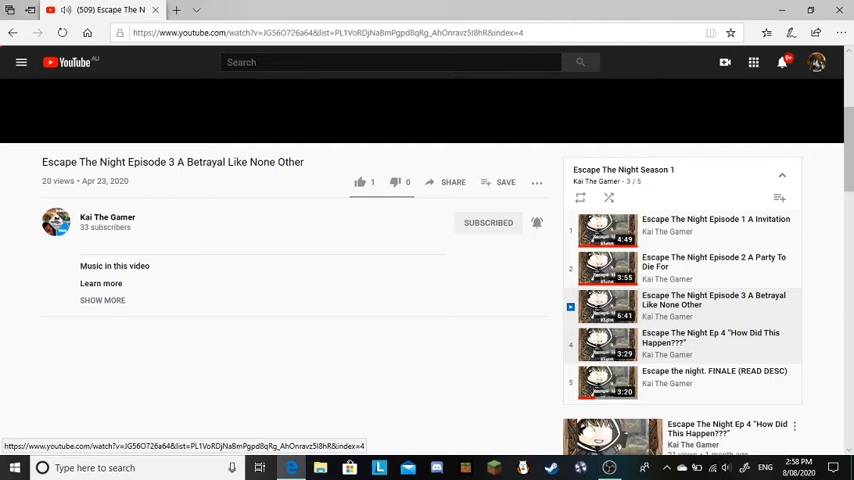 (509) Escape The N
https://www.youtube.com/watch?v=JG56O726a64&list=PL1VoRDjNaBmPgpd8qRg_AhOnravz5I8hR&index=4
YouTube AU
Search
9+
Escape The Night Episode 3 A Betrayal Like None Other
20 views • Apr 23, 2020
1
0
SHARE
SAVE
Kai The Gamer
33 subscribers
SUBSCRIBED
Music in this video
Learn more
SHOW MORE
Escape The Night Season 1
Kai The Gamer - 3 / 5
1
4:49
Escape The Night Episode 1 A Invitation
Kai The Gamer
2
3:55
Escape The Night Episode 2 A Party To
Die For
Kai The Gamer
6:41
Escape The Night Episode 3 A Betrayal
Like None Other
Kai The Gamer
4
3:29
Escape The Night Ep 4 "How Did This
Happen???"
Kai The Gamer
5
3:20
Escape the night. FINALE (READ DESC)
Kai The Gamer
Escape The Night Ep 4 "How Did
This Happen???"
Kai The Gamer
21 views • 1 month ago
https://www.youtube.com/watch?v=JG56O726a64&list=PL1VoRDjNaBmPgpd8qRg_AhOnravz5I8hR&index=4
Type here to search
ENG
2:58 PM
8/08/2020